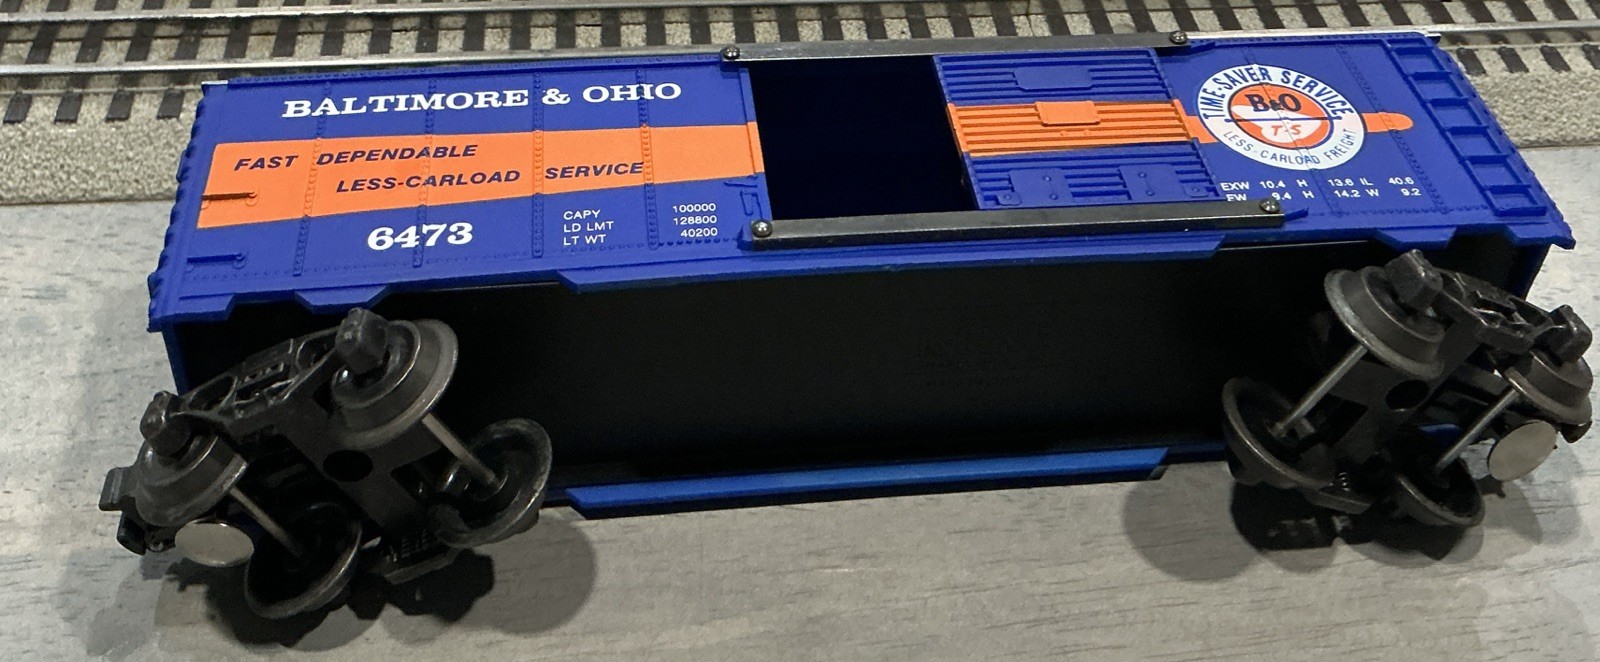 BALTIMORE & OHIO
FAST DEPENDABLE
LESS-CARLOAD SERVICE
6473
CAPY 100000
LD LMT 128800
LT WT 40200
TIME-SAVER SERVICE
B&O
T-S
LESS-CARLOAD FREIGHT
EXW 10.4 H 13.6 IL 40.6
EW 9.4 H 14.2 W 9.2